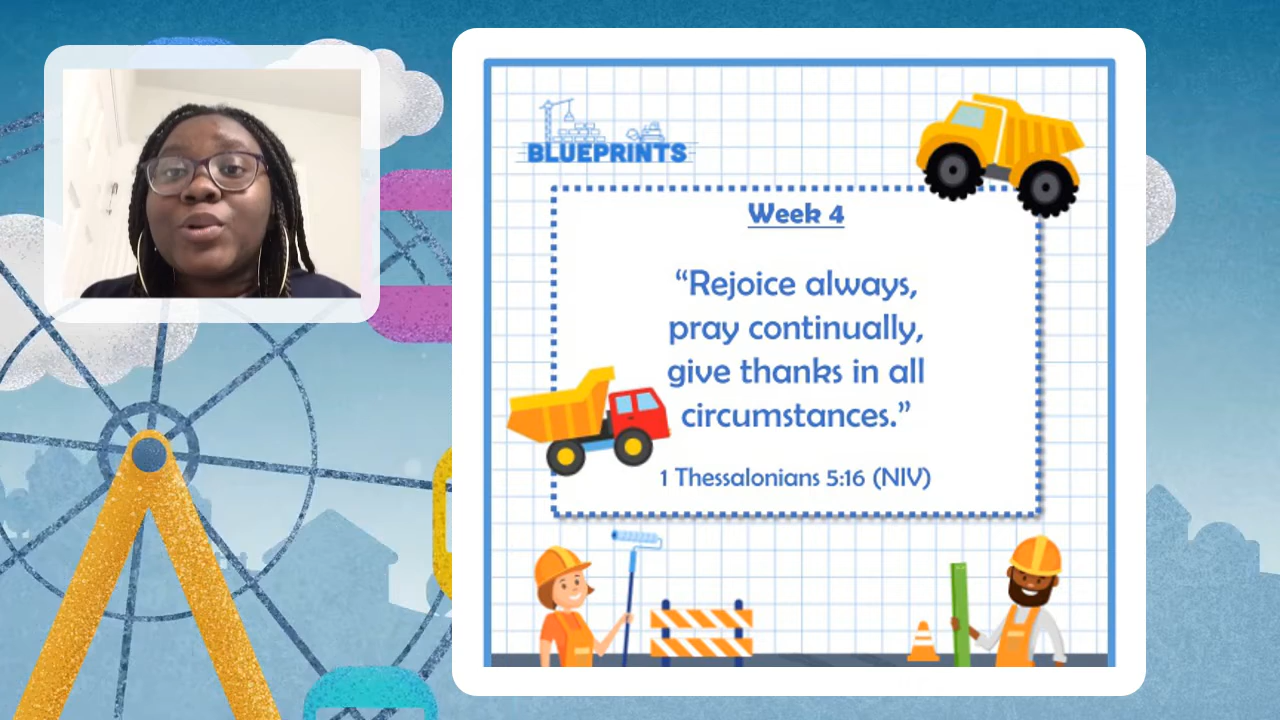 BLUEPRINTS
Week 4
“Rejoice always,
pray continually,
give thanks in all
circumstances.”
1 Thessalonians 5:16 (NIV)